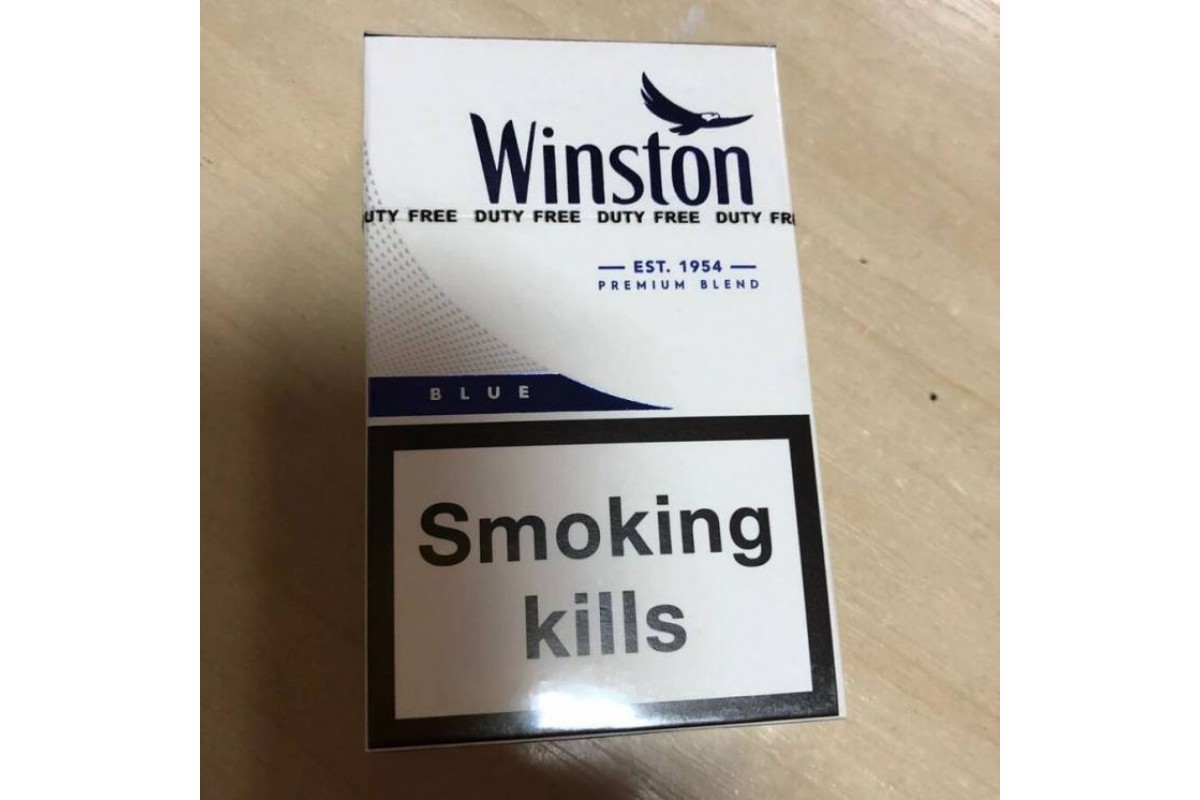 Winston
UTY FREE DUTY FREE DUTY FREE DUTY FR
EST. 1954
PREMIUM BLEND
BLUE
Smoking
kills